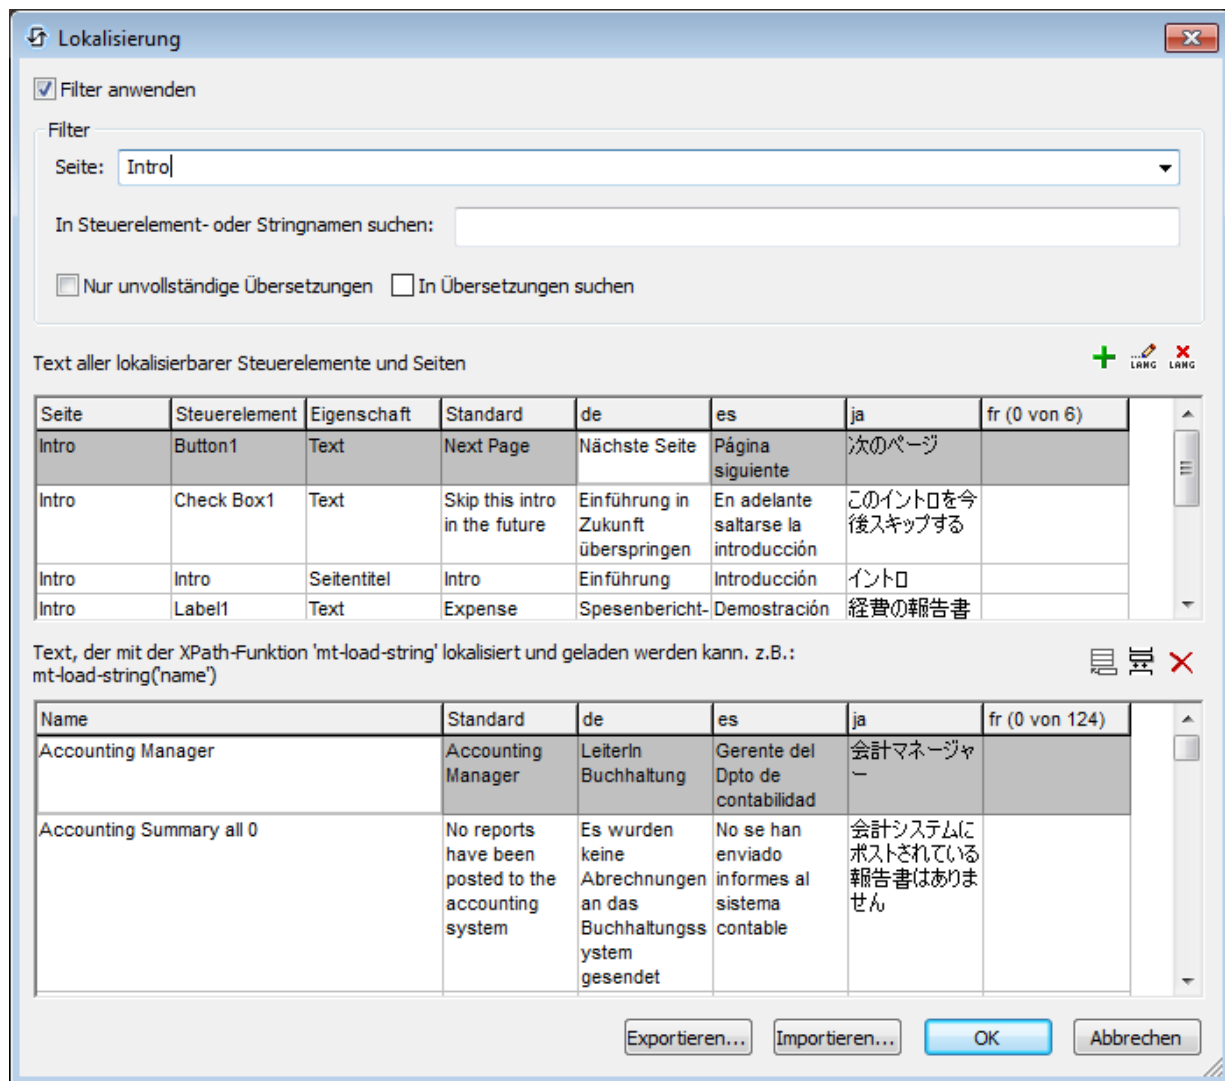 Lokalisierung
Filter anwenden
Filter
Seite: Intro
In Steuerelement- oder Stringnamen suchen:
Nur unvollständige Übersetzungen In Übersetzungen suchen
Text aller lokalisierbarer Steuerelemente und Seiten
LANG LANG
Seite Steuerelement Eigenschaft Standard de es ja fr (0 von 6)
Intro Button1 Text Next Page Nächste Seite Página 次のページ
siguiente
Intro Check Box1 Text Skip this intro Einführung in En adelante このイントロを今
in the future Zukunft saltarse la 後スキップする
überspringen introducción
Intro Intro Seitentitel Intro Einführung Introducción イントロ
Intro Label1 Text Expense Spesenbericht- Demostración 経費の報告書
Text, der mit der XPath-Funktion 'mt-load-string' lokalisiert und geladen werden kann. z.B.:
mt-load-string('name')
Name Standard de es ja fr (0 von 124)
Accounting Manager Accounting LeiterIn Gerente del 会計マネージャ
Manager Buchhaltung Dpto de ー
contabilidad
Accounting Summary all 0 No reports Es wurden No se han 会計システムに
have been keine enviado ポストされている
posted to the Abrechnungen informes al 報告書はありま
accounting an das sistema せん
system Buchhaltungss contable
ystem
gesendet
Exportieren... Importieren... OK Abbrechen